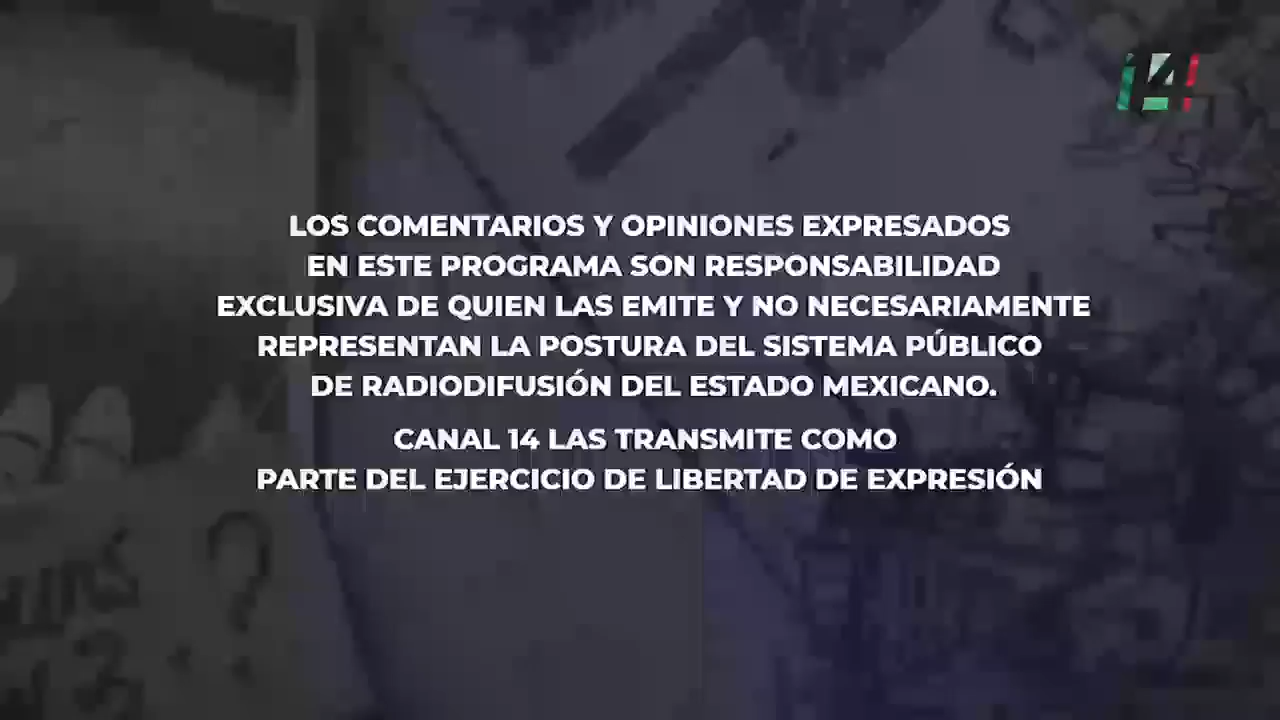 14
LOS COMENTARIOS Y OPINIONES EXPRESADOS
EN ESTE PROGRAMA SON RESPONSABILIDAD
EXCLUSIVA DE QUIEN LAS EMITE Y NO NECESARIAMENTE
REPRESENTAN LA POSTURA DEL SISTEMA PÚBLICO
DE RADIODIFUSIÓN DEL ESTADO MEXICANO.
CANAL 14 LAS TRANSMITE COMO
PARTE DEL EJERCICIO DE LIBERTAD DE EXPRESIÓN